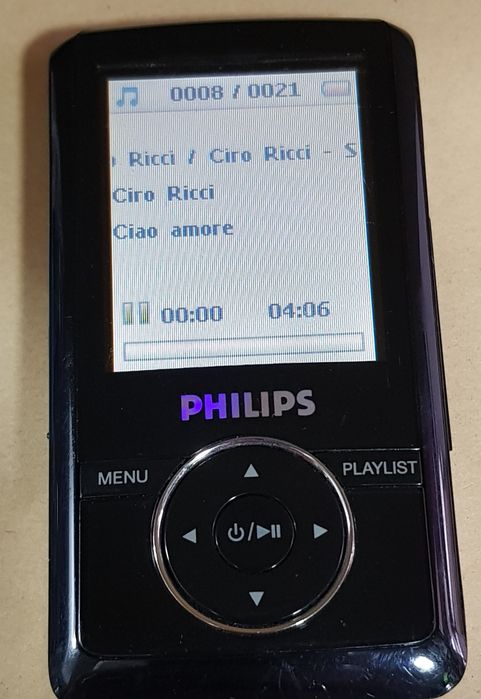 0008 / 0021
Ricci / Ciro Ricci - S
Ciro Ricci
Ciao amore
00:00 04:06
PHILIPS
MENU
PLAYLIST